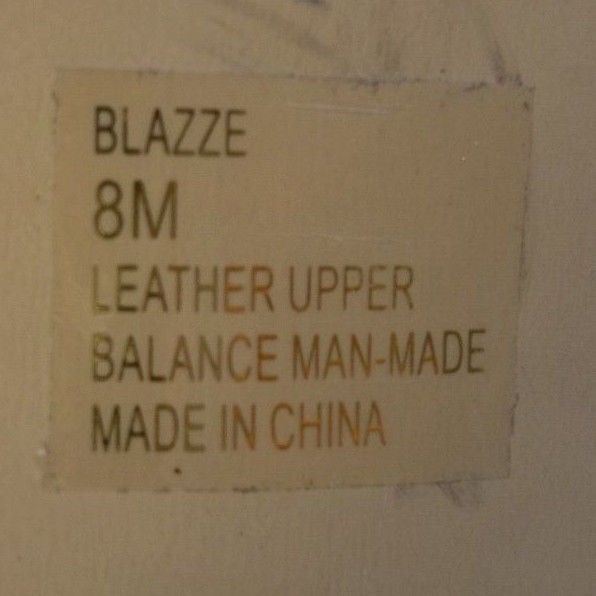 BLAZZE
8M
LEATHER UPPER
BALANCE MAN-MADE
MADE IN CHINA